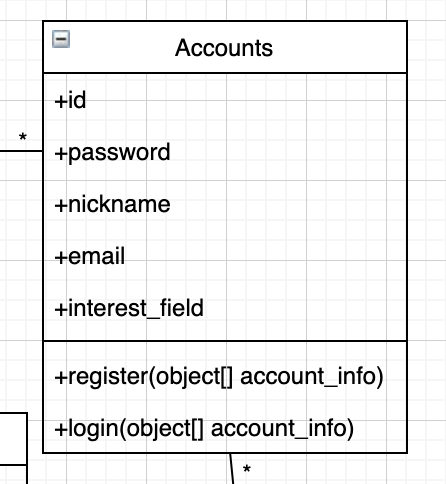 Accounts
+id
*
+password
+nickname
+email
+interest_field
+register(object[] account_info)
+login(object[] account_info)
*